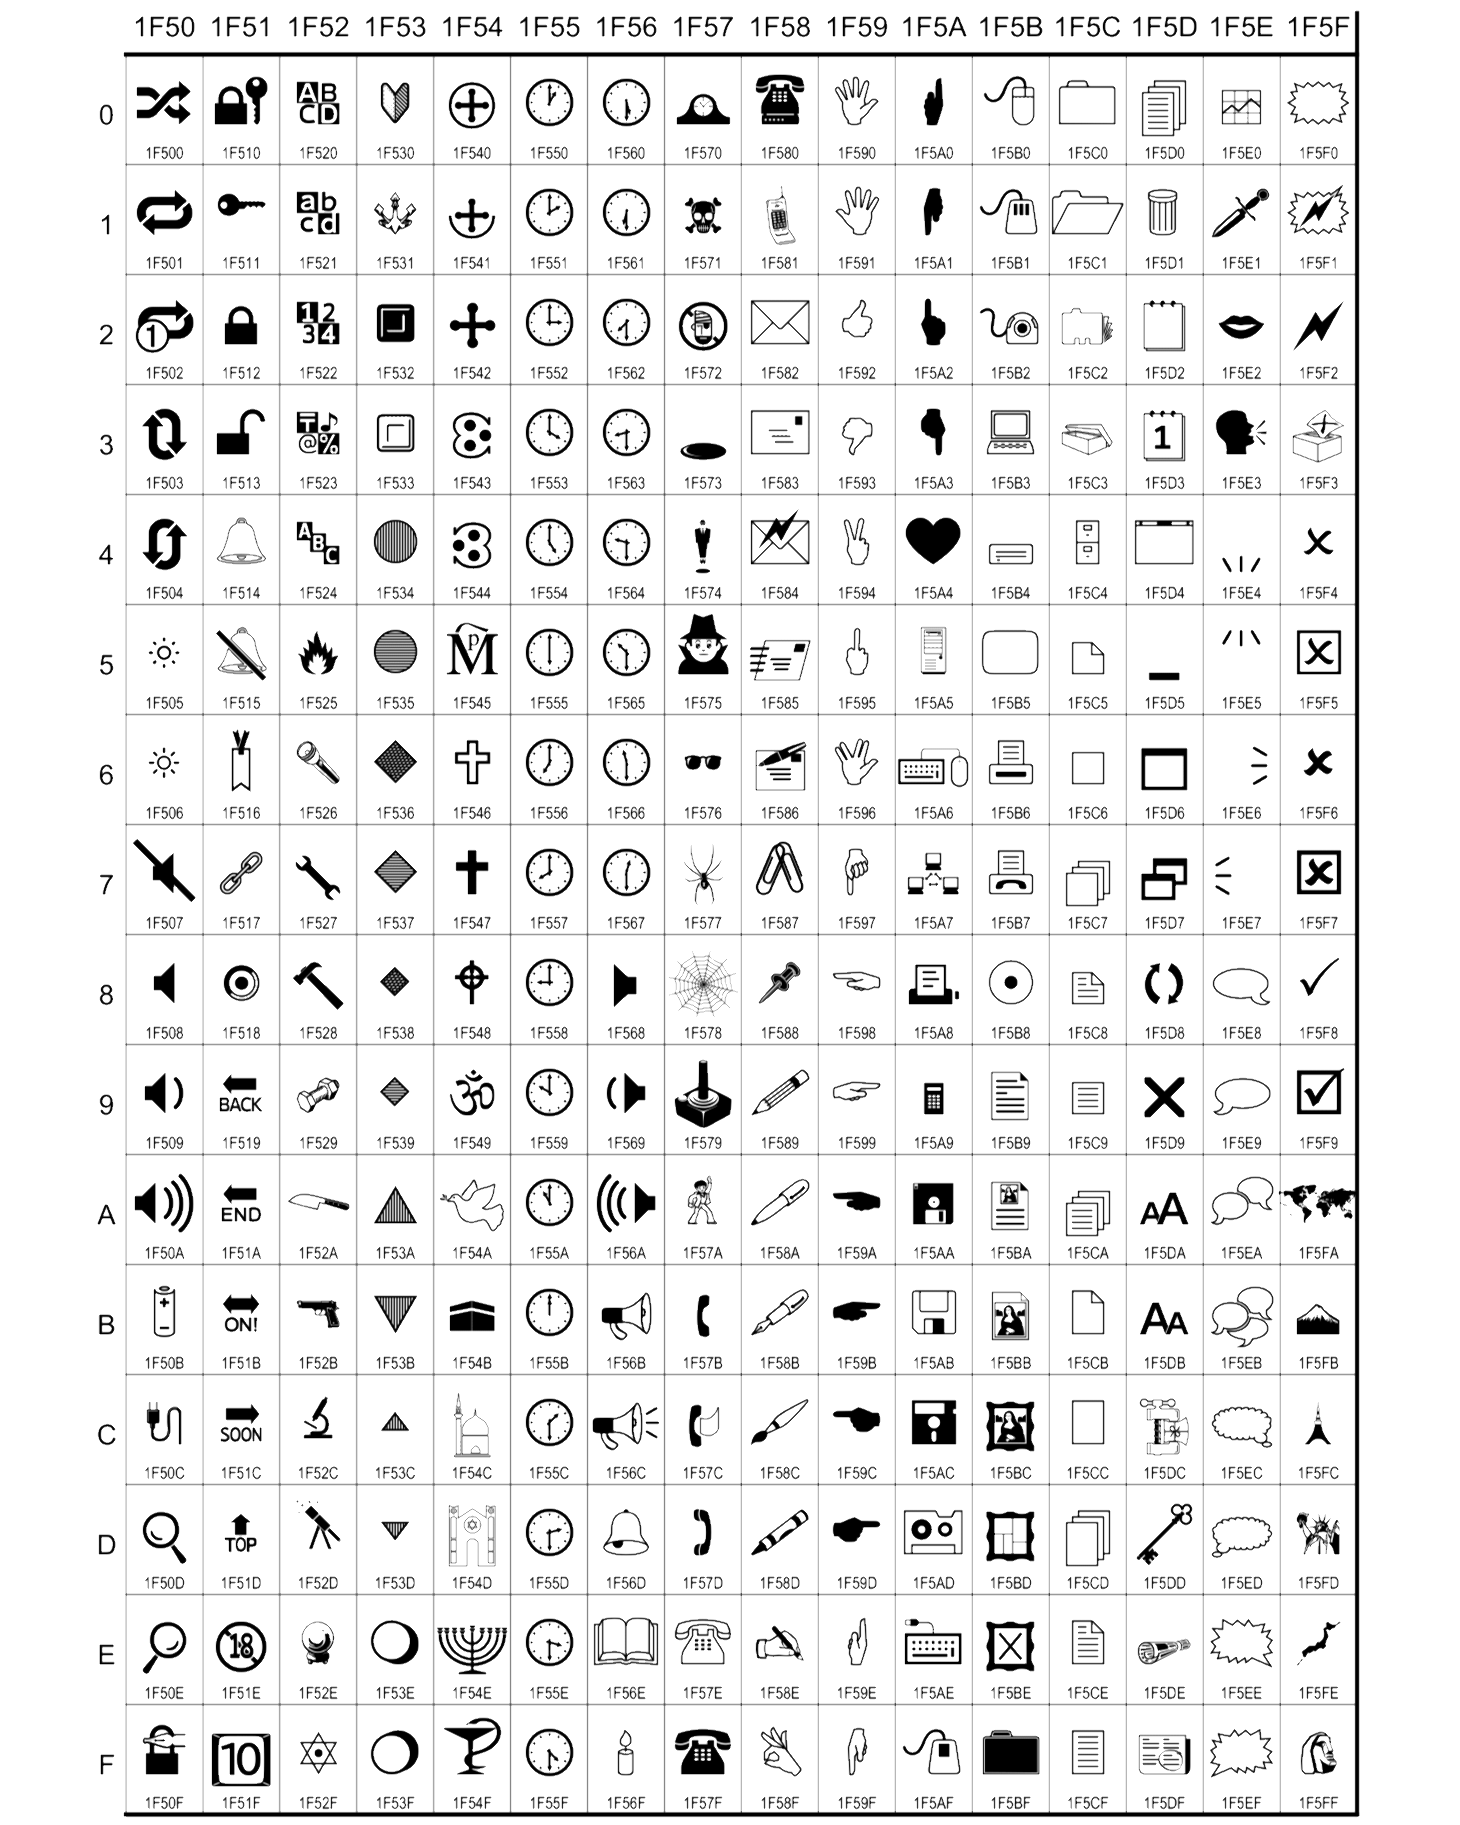 1F50 1F51 1F52 1F53 1F54 1F55 1F56 1F57 1F58 1F59 1F5A 1F5B 1F5C 1F5D 1F5E 1F5F
AB
0 CD
1F500 1F510 1F520 1F530 1F540 1F550 1F560 1F570 1F580 1F590 1F5A0 1F5B0 1F5C0 1F5D0 1F5E0 1F5F0
ab
1 cd
1F501 1F511 1F521 1F531 1F541 1F551 1F561 1F571 1F581 1F591 1F5A1 1F5B1 1F5C1 1F5D1 1F5E1 1F5F1
12
2 1 34
1F502 1F512 1F522 1F532 1F542 1F552 1F562 1F572 1F582 1F592 1F5A2 1F5B2 1F5C2 1F5D2 1F5E2 1F5F2
〒♪
3 @% 1
1F503 1F513 1F523 1F533 1F543 1F553 1F563 1F573 1F583 1F593 1F5A3 1F5B3 1F5C3 1F5D3 1F5E3 1F5F3
4 ABC
1F504 1F514 1F524 1F534 1F544 1F554 1F564 1F574 1F584 1F594 1F5A4 1F5B4 1F5C4 1F5D4 1F5E4 1F5F4
5
1F505 1F515 1F525 1F535 1F545 1F555 1F565 1F575 1F585 1F595 1F5A5 1F5B5 1F5C5 1F5D5 1F5E5 1F5F5
6
1F506 1F516 1F526 1F536 1F546 1F556 1F566 1F576 1F586 1F596 1F5A6 1F5B6 1F5C6 1F5D6 1F5E6 1F5F6
7
1F507 1F517 1F527 1F537 1F547 1F557 1F567 1F577 1F587 1F597 1F5A7 1F5B7 1F5C7 1F5D7 1F5E7 1F5F7
8
1F508 1F518 1F528 1F538 1F548 1F558 1F568 1F578 1F588 1F598 1F5A8 1F5B8 1F5C8 1F5D8 1F5E8 1F5F8
9 BACK ॐ
1F509 1F519 1F529 1F539 1F549 1F559 1F569 1F579 1F589 1F599 1F5A9 1F5B9 1F5C9 1F5D9 1F5E9 1F5F9
A END AA
1F50A 1F51A 1F52A 1F53A 1F54A 1F55A 1F56A 1F57A 1F58A 1F59A 1F5AA 1F5BA 1F5CA 1F5DA 1F5EA 1F5FA
B ON! AA
1F50B 1F51B 1F52B 1F53B 1F54B 1F55B 1F56B 1F57B 1F58B 1F59B 1F5AB 1F5BB 1F5CB 1F5DB 1F5EB 1F5FB
C SOON
1F50C 1F51C 1F52C 1F53C 1F54C 1F55C 1F56C 1F57C 1F58C 1F59C 1F5AC 1F5BC 1F5CC 1F5DC 1F5EC 1F5FC
D TOP
1F50D 1F51D 1F52D 1F53D 1F54D 1F55D 1F56D 1F57D 1F58D 1F59D 1F5AD 1F5BD 1F5CD 1F5DD 1F5ED 1F5FD
E 18
1F50E 1F51E 1F52E 1F53E 1F54E 1F55E 1F56E 1F57E 1F58E 1F59E 1F5AE 1F5BE 1F5CE 1F5DE 1F5EE 1F5FE
F 10
1F50F 1F51F 1F52F 1F53F 1F54F 1F55F 1F56F 1F57F 1F58F 1F59F 1F5AF 1F5BF 1F5CF 1F5DF 1F5EF 1F5FF